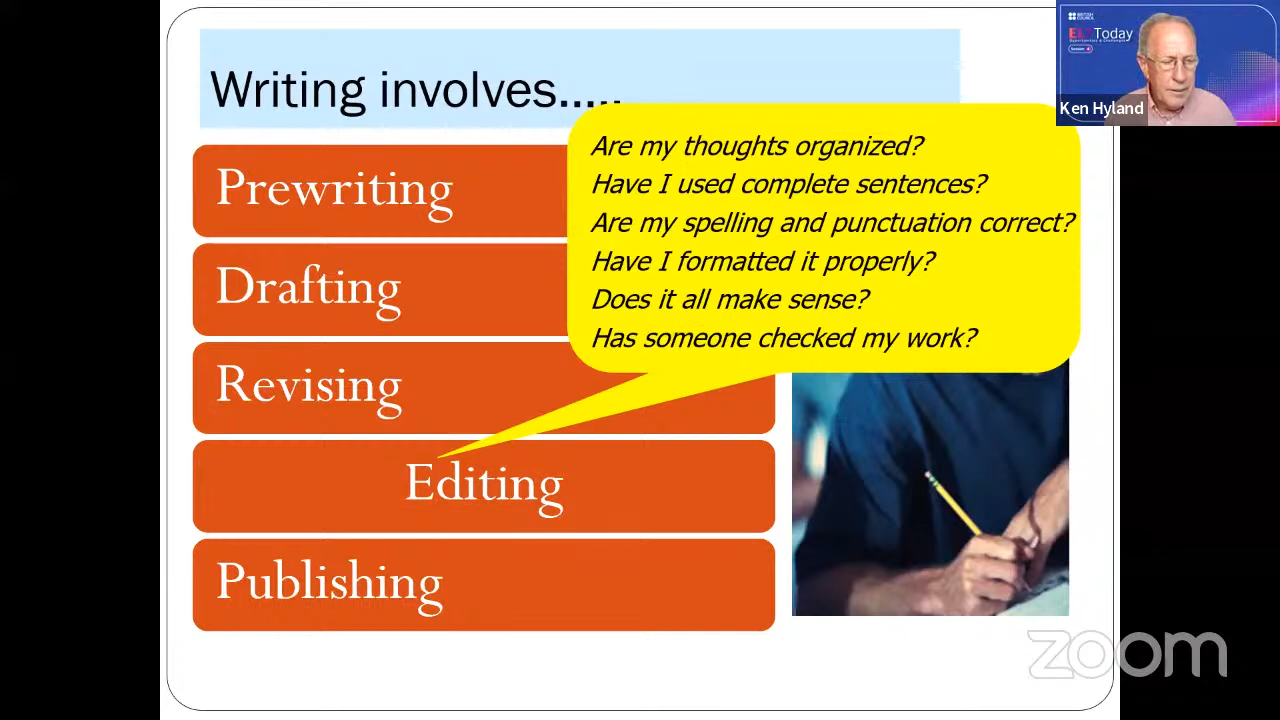 Writing involves.....
Prewriting
Drafting
Revising
Editing
Publishing
Are my thoughts organized?
Have I used complete sentences?
Are my spelling and punctuation correct?
Have I formatted it properly?
Does it all make sense?
Has someone checked my work?
BRITISH
COUNCIL
Today
Ken Hyland
zoom